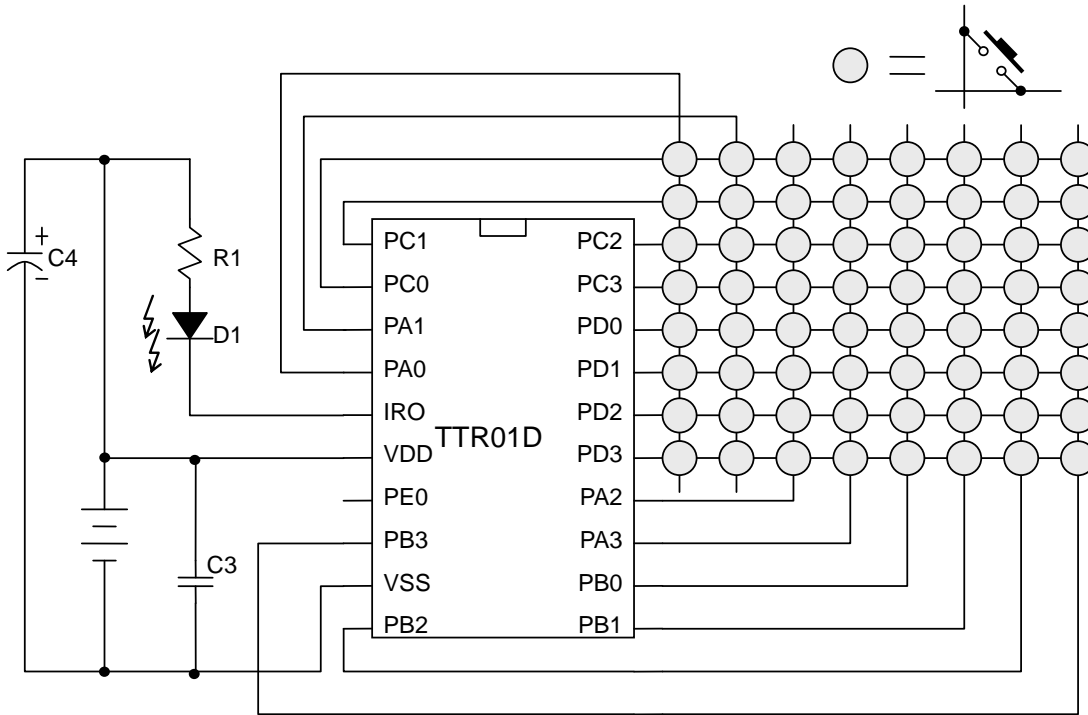 +
C4
−
R1
D1
C3
TTR01D
PC1
PC0
PA1
PA0
IRO
VDD
PE0
PB3
VSS
PB2
PC2
PC3
PD0
PD1
PD2
PD3
PA2
PA3
PB0
PB1